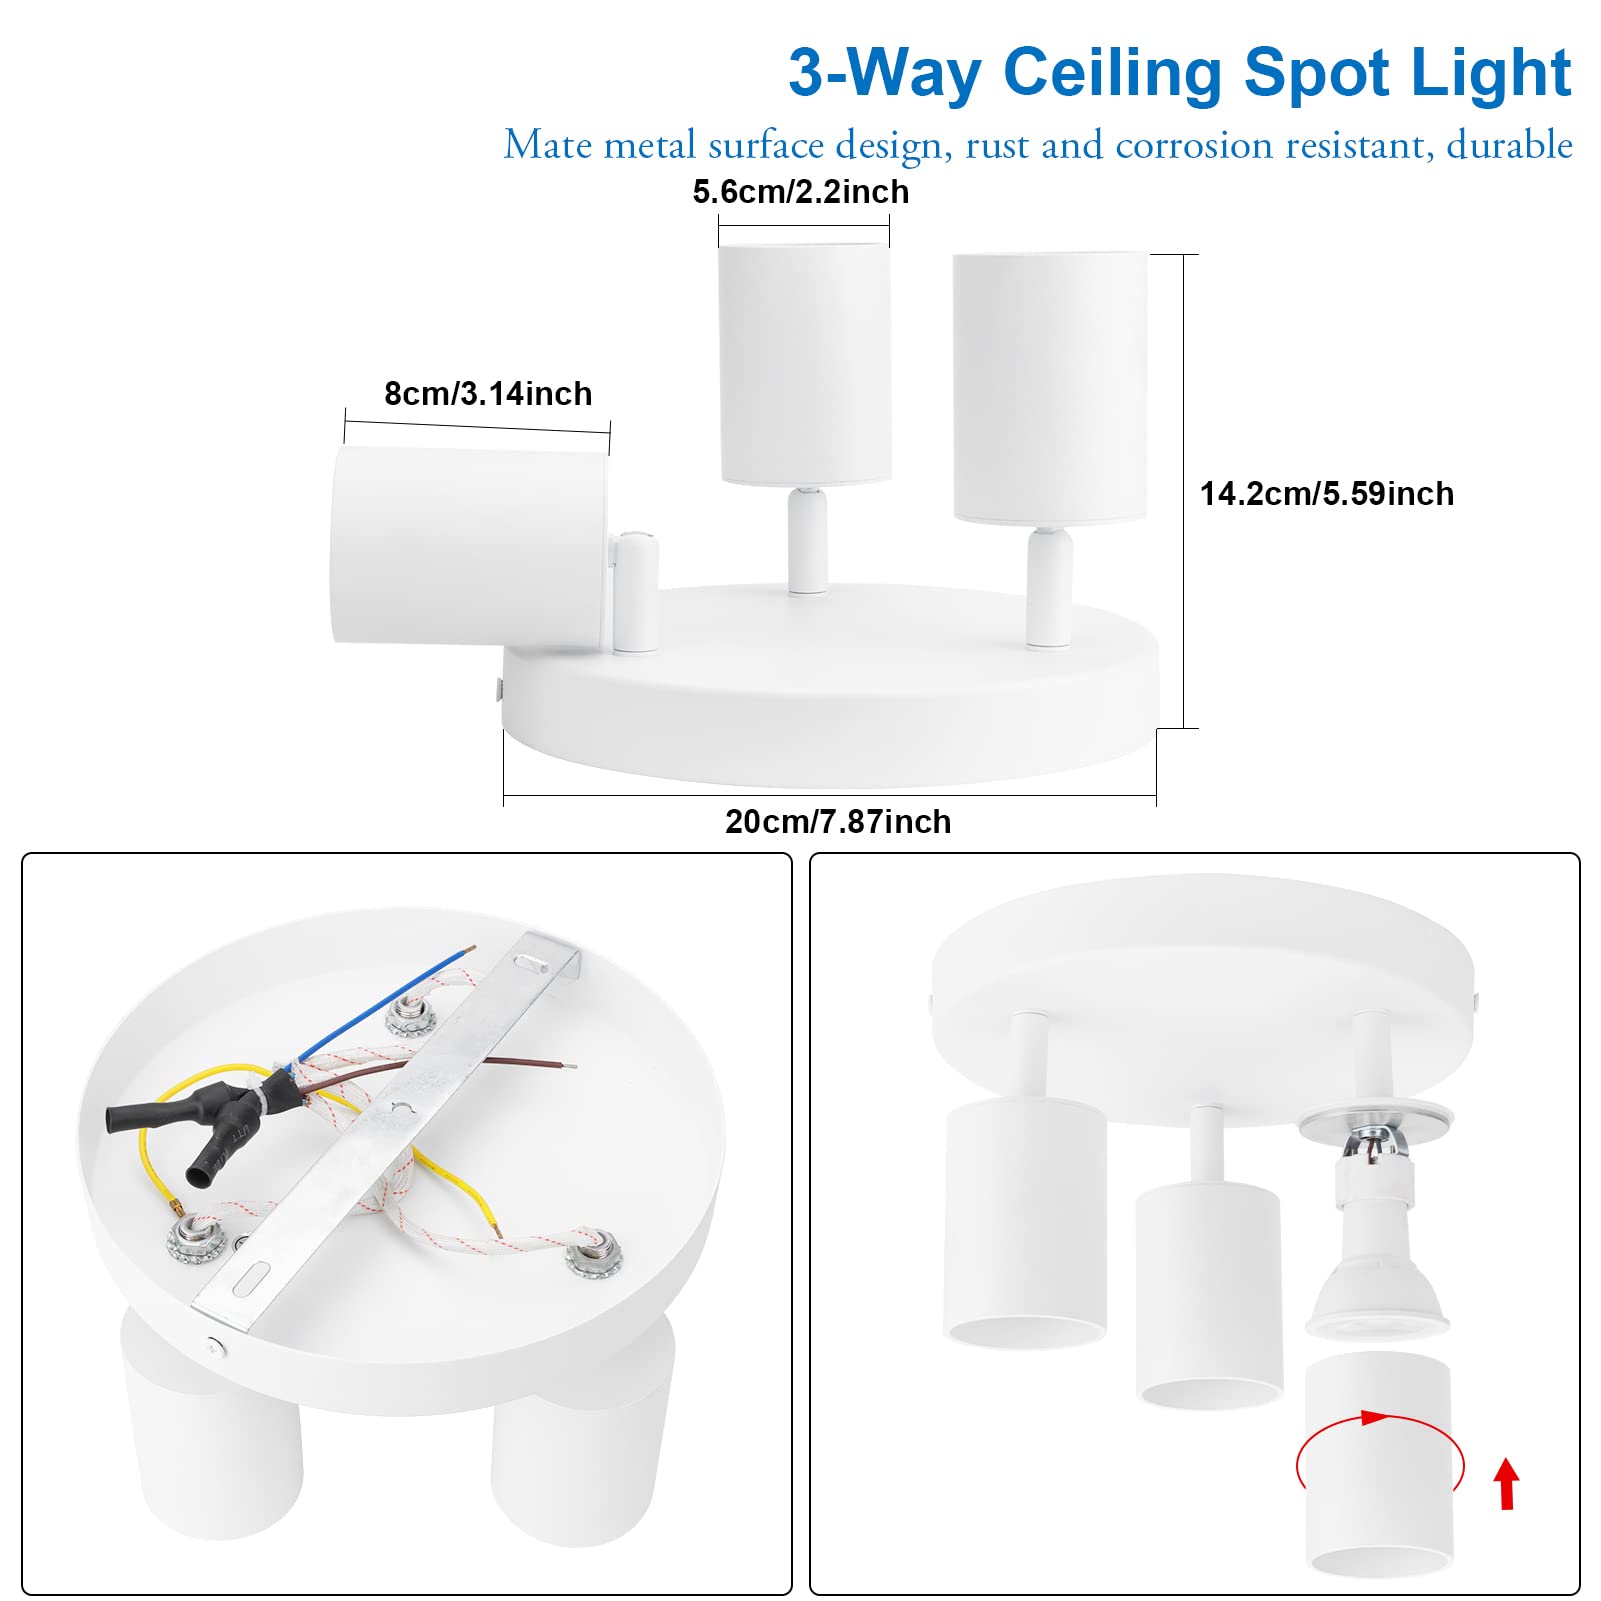 3-Way Ceiling Spot Light
Mate metal surface design, rust and corrosion resistant, durable
5.6cm/2.2inch
8cm/3.14inch
14.2cm/5.59inch
20cm/7.87inch